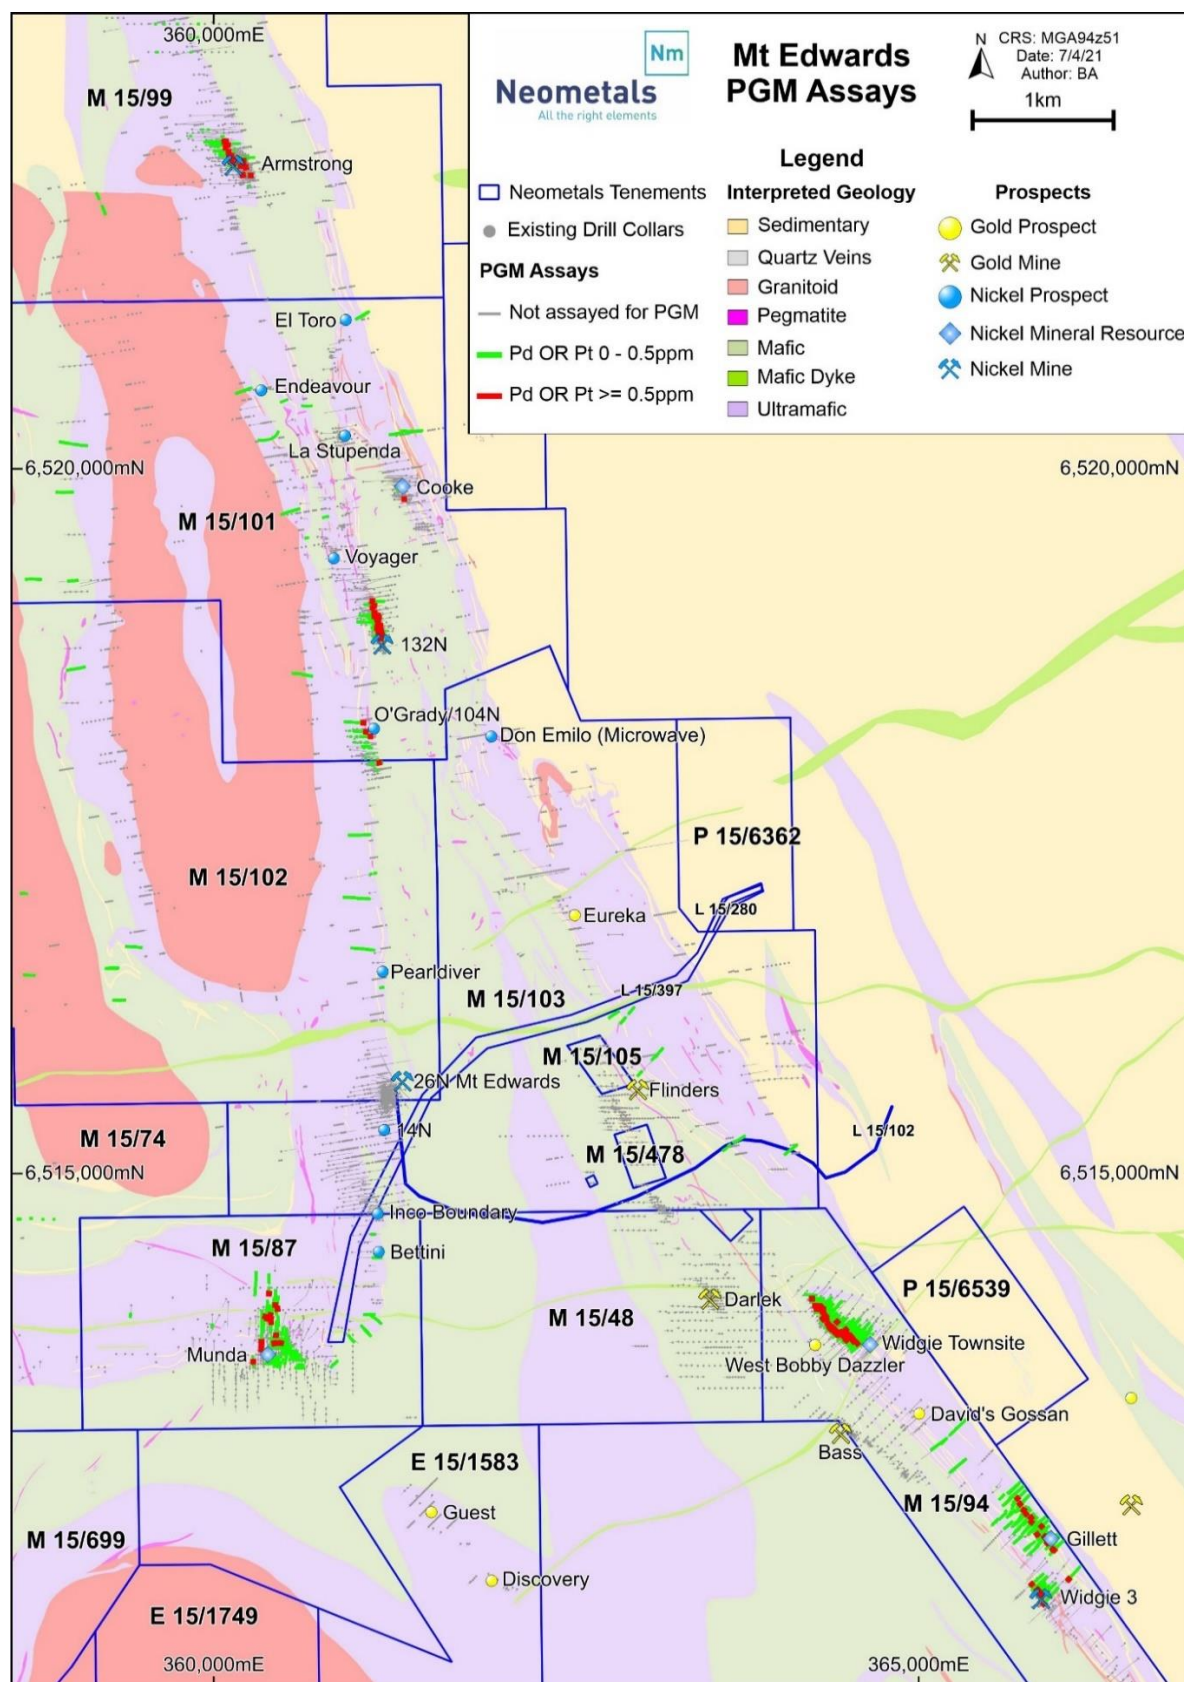 360,000mE
Neometals
Nm
All the right elements
Mt Edwards
PGM Assays
N
CRS: MGA94z51
Date: 7/4/21
Author: BA
1km
Legend
Neometals Tenements
Existing Drill Collars
PGM Assays
Not assayed for PGM
Pd OR Pt 0 - 0.5ppm
Pd OR Pt >= 0.5ppm
Interpreted Geology
Sedimentary
Quartz Veins
Granitoid
Pegmatite
Mafic
Mafic Dyke
Ultramafic
Prospects
Gold Prospect
Gold Mine
Nickel Prospect
Nickel Mineral Resource
Nickel Mine
M 15/99
Armstrong
El Toro
Endeavour
La Stupenda
6,520,000mN
6,520,000mN
Cooke
M 15/101
Voyager
132N
O'Grady/104N
Don Emilo (Microwave)
P 15/6362
M 15/102
L 15/280
Eureka
Pearldiver
L 15/397
M 15/103
M 15/105
26N Mt Edwards
Flinders
14N
L 15/102
M 15/74
M 15/478
6,515,000mN
6,515,000mN
Inco Boundary
M 15/87
Bettini
P 15/6539
Darlek
M 15/48
Widgie Townsite
Munda
West Bobby Dazzler
David's Gossan
Bass
E 15/1583
M 15/94
Guest
M 15/699
Gillett
Discovery
Widgie 3
E 15/1749
360,000mE
365,000mE